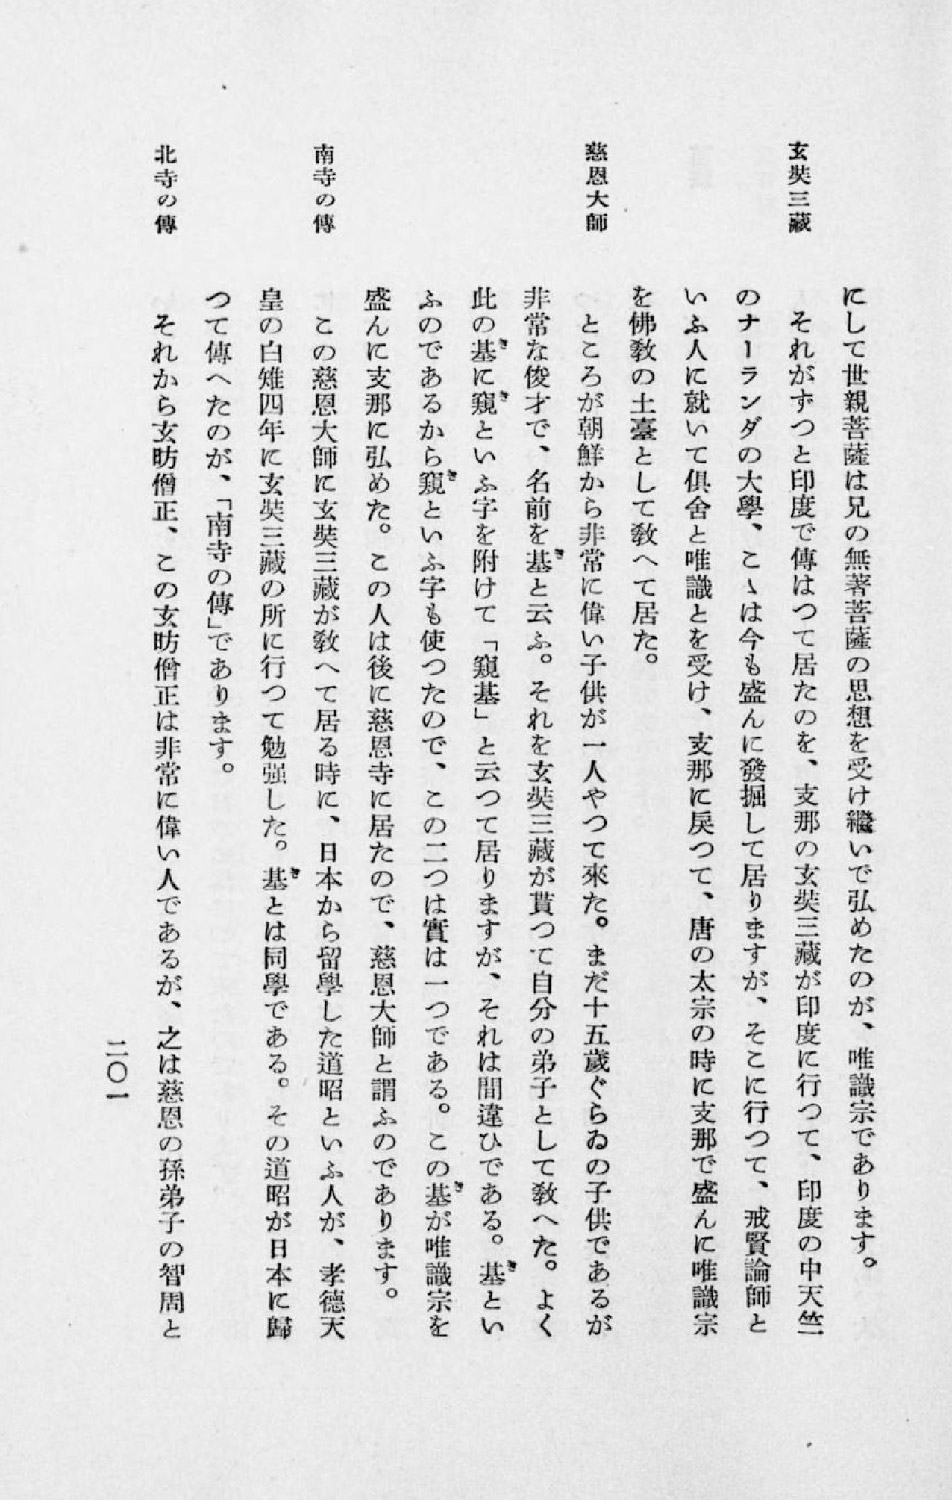 玄奘三藏
慈恩大師
南寺の傳
北寺の傳
にして世親菩薩は兄の無著菩薩の思想を受け繼いで弘めたのが、唯識宗であります。
それがずつと印度で傳はつて居たのを、支那の玄奘三藏が印度に行つて、印度の中天竺
のナーランダの大學、こゝは今も盛んに發掘して居りますが、そこに行つて、戒賢論師と
いふ人に就いて俱舍と唯識とを受け、支那に戻つて、唐の太宗の時に支那で盛んに唯識宗
を佛敎の土臺として敎へて居た。
ところが朝鮮から非常に偉い子供が一人やつて來た。まだ十五歲ぐらゐの子供であるが
非常な俊才で、名前を基と云ふ。それを玄奘三藏が貰つて自分の弟子として敎へた。よく
此の基に窺といふ字を附けて「窺基」と云つて居りますが、それは間違ひである。基とい
ふのであるから窺といふ字も使つたので、この二つは實は一つである。この基が唯識宗を
盛んに支那に弘めた。この人は後に慈恩寺に居たので、慈恩大師と謂ふのであります。
この慈恩大師に玄奘三藏が敎へて居る時に、日本から留學した道昭といふ人が、孝德天
皇の白雉四年に玄奘三藏の所に行つて勉强した。基とは同學である。その道昭が日本に歸
つて傳へたのが、「南寺の傳」であります。
それから玄昉僧正、この玄昉僧正は非常に偉い人であるが、之は慈恩の孫弟子の智周と
二〇一